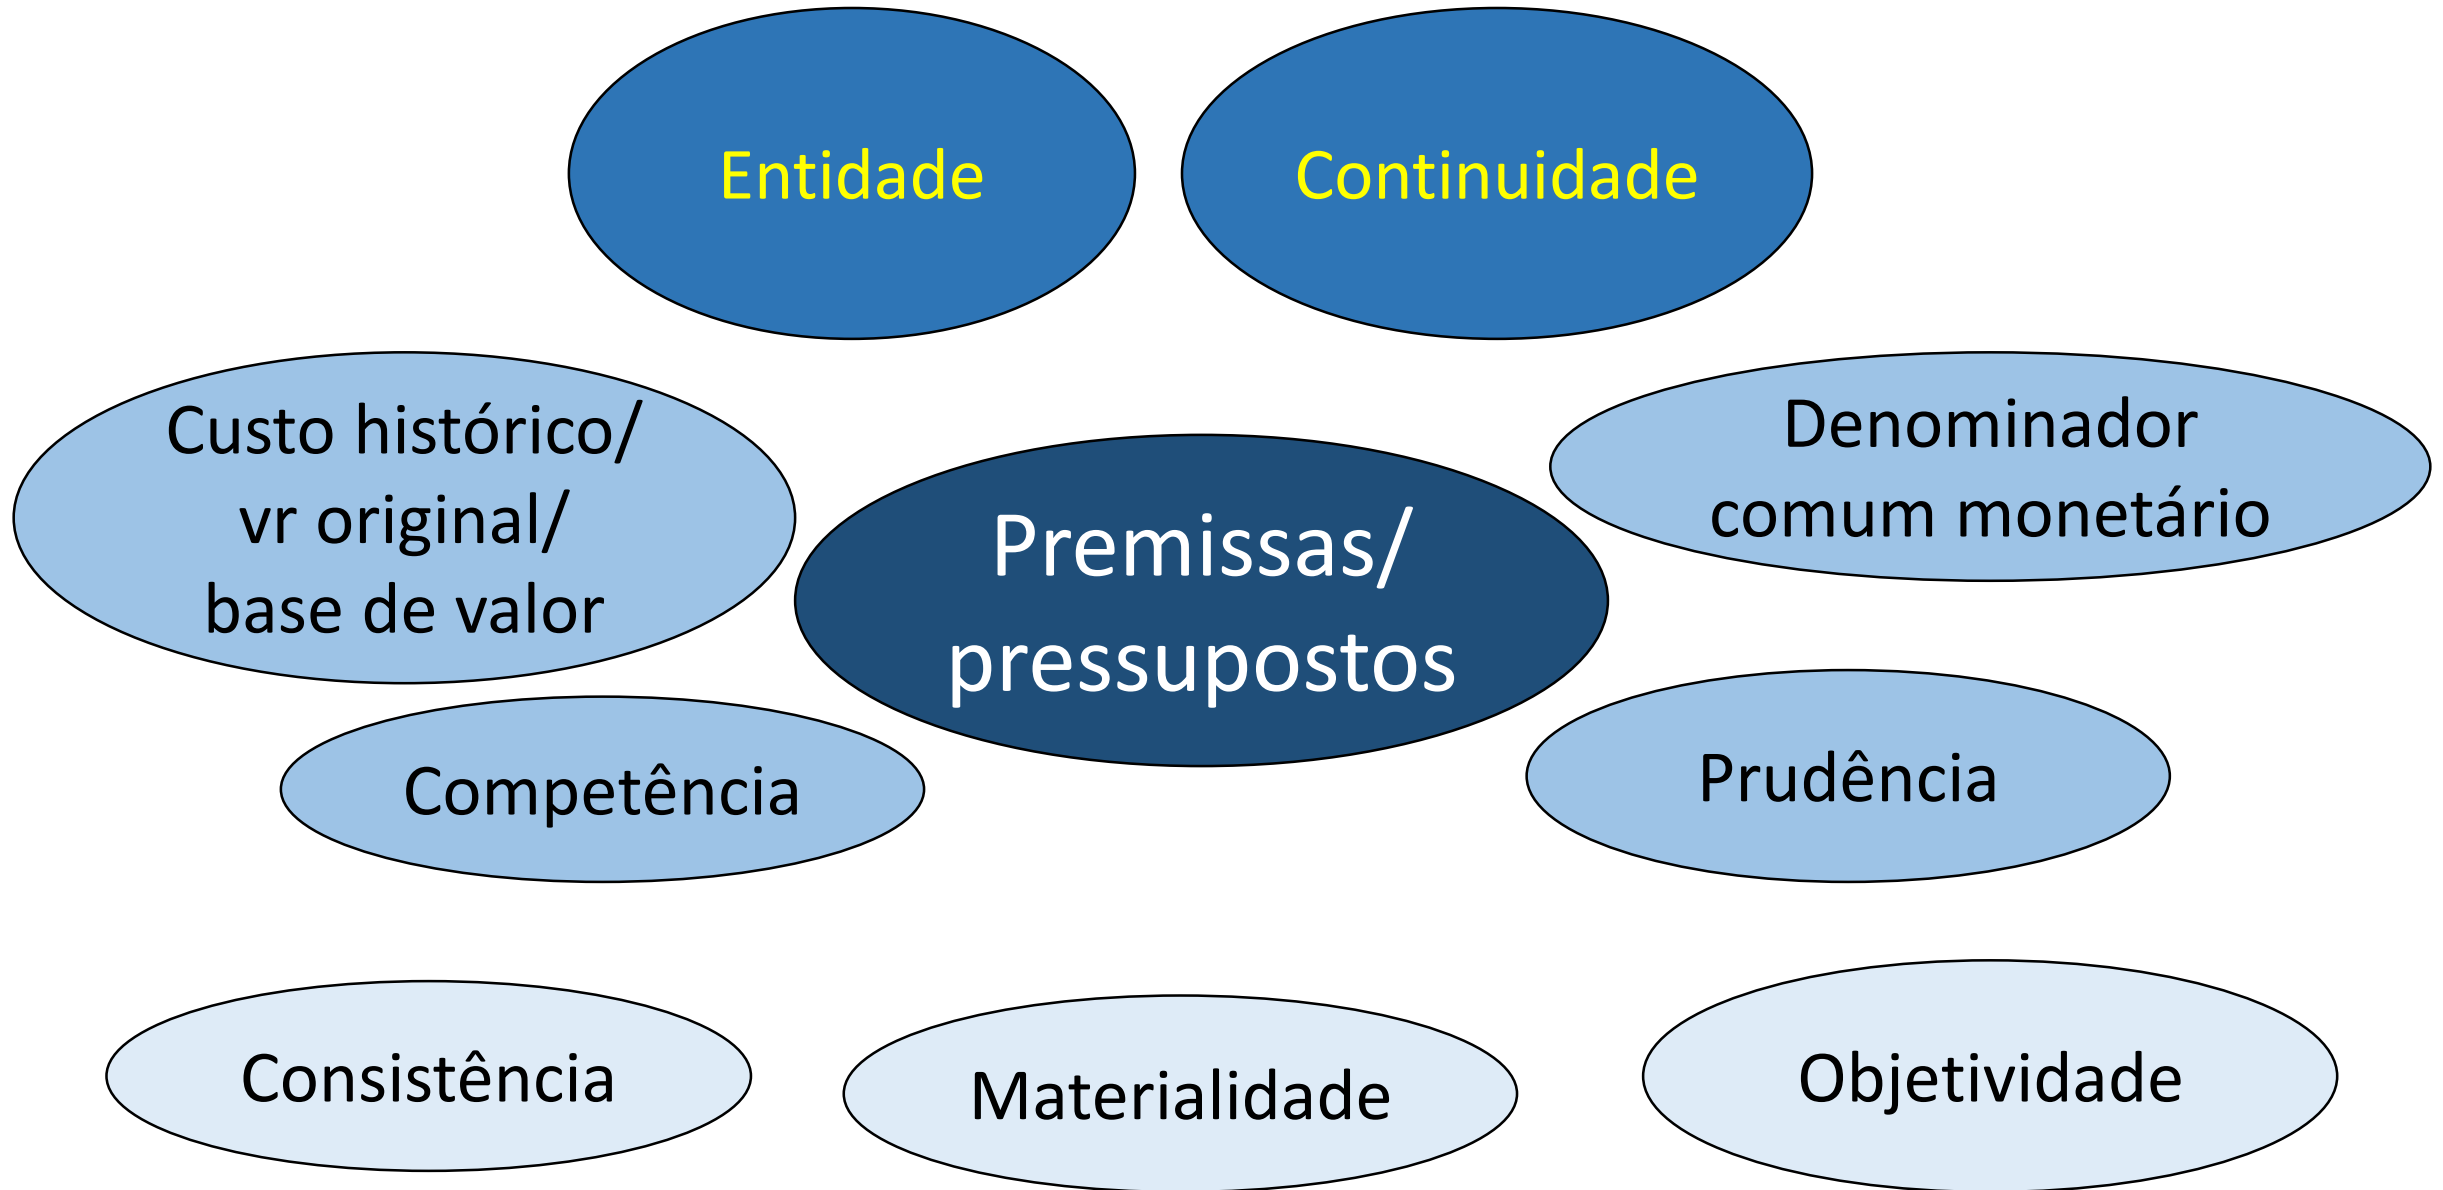 Entidade
Continuidade
Custo histórico/
vr original/
base de valor
Denominador
comum monetário
Premissas/
pressupostos
Competência
Prudência
Consistência
Materialidade
Objetividade